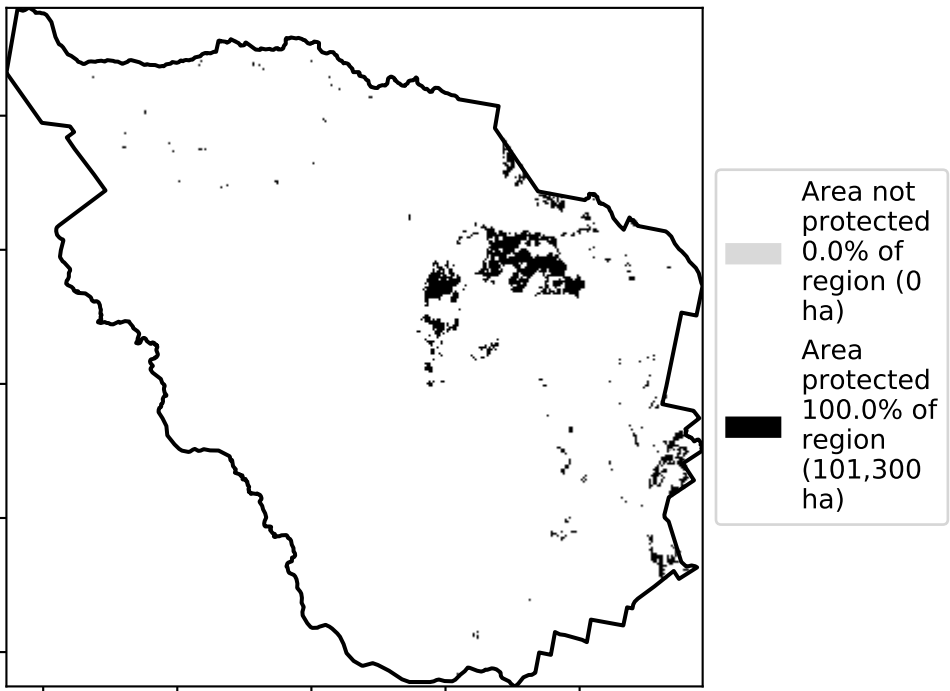 Area not
protected
0.0% of
region (0
ha)
Area
protected
100.0% of
region
(101,300
ha)